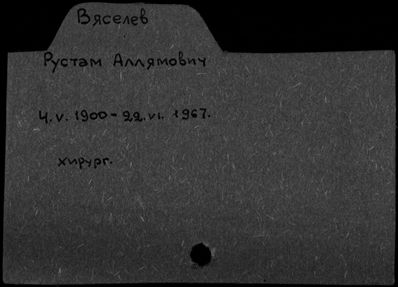 Вяселев
Рустам Аллямович
4.V.1900-22.VI.1967.
хирург.